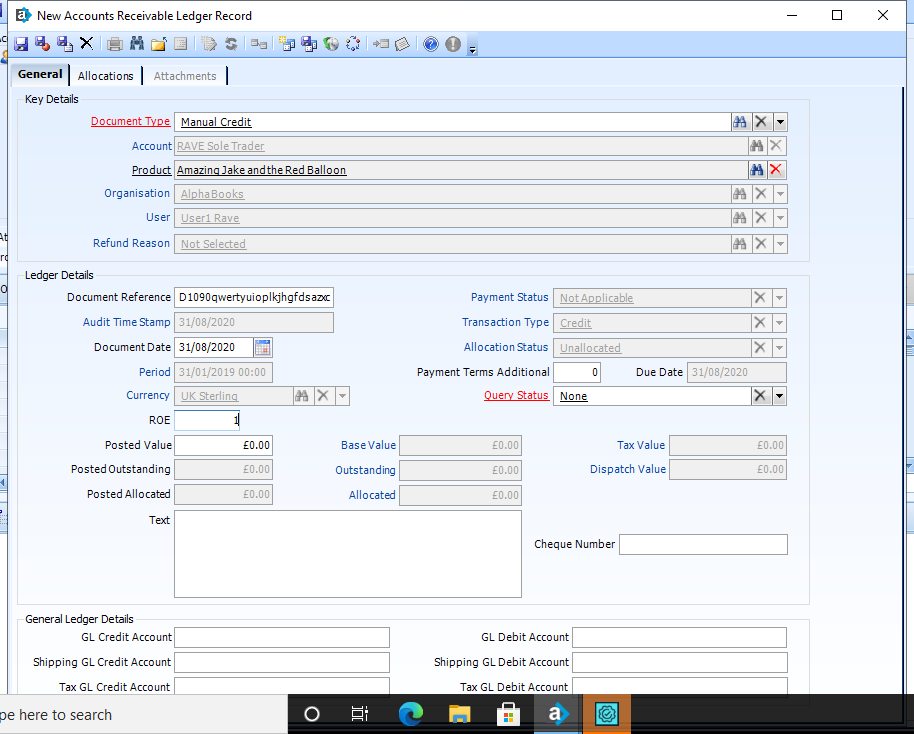 New Accounts Receivable Ledger Record
General Allocations Attachments
Key Details
Document Type Manual Credit
Account RAVE Sole Trader
Product Amazing Jake and the Red Balloon
Organisation AlphaBooks
User User1 Rave
Refund Reason Not Selected
Ledger Details
Document Reference D1090qwertyuioplkjhgfdsazxc Payment Status Not Applicable
Audit Time Stamp 31/08/2020 Transaction Type Credit
Document Date 31/08/2020 Allocation Status Unallocated
Period 31/01/2019 00:00 Payment Terms Additional 0 Due Date 31/08/2020
Currency UK Sterling Query Status None
ROE 1
Posted Value £0.00 Base Value £0.00 Tax Value £0.00
Posted Outstanding £0.00 Outstanding £0.00 Dispatch Value £0.00
Posted Allocated £0.00 Allocated £0.00
Text
Cheque Number
General Ledger Details
GL Credit Account GL Debit Account
Shipping GL Credit Account Shipping GL Debit Account
Tax GL Credit Account Tax GL Debit Account
pe here to search